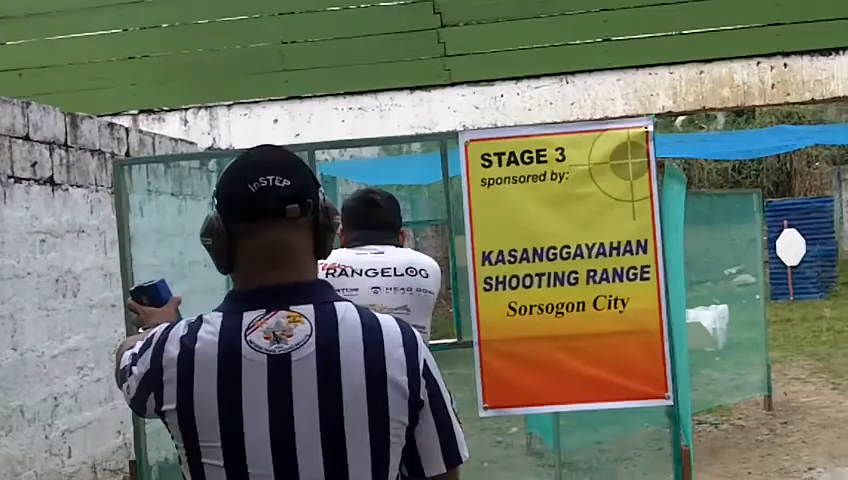 InSTEP
STAGE 3
sponsored by:
KASANGGAYAHAN
SHOOTING RANGE
Sorsogon City
RANGELOG